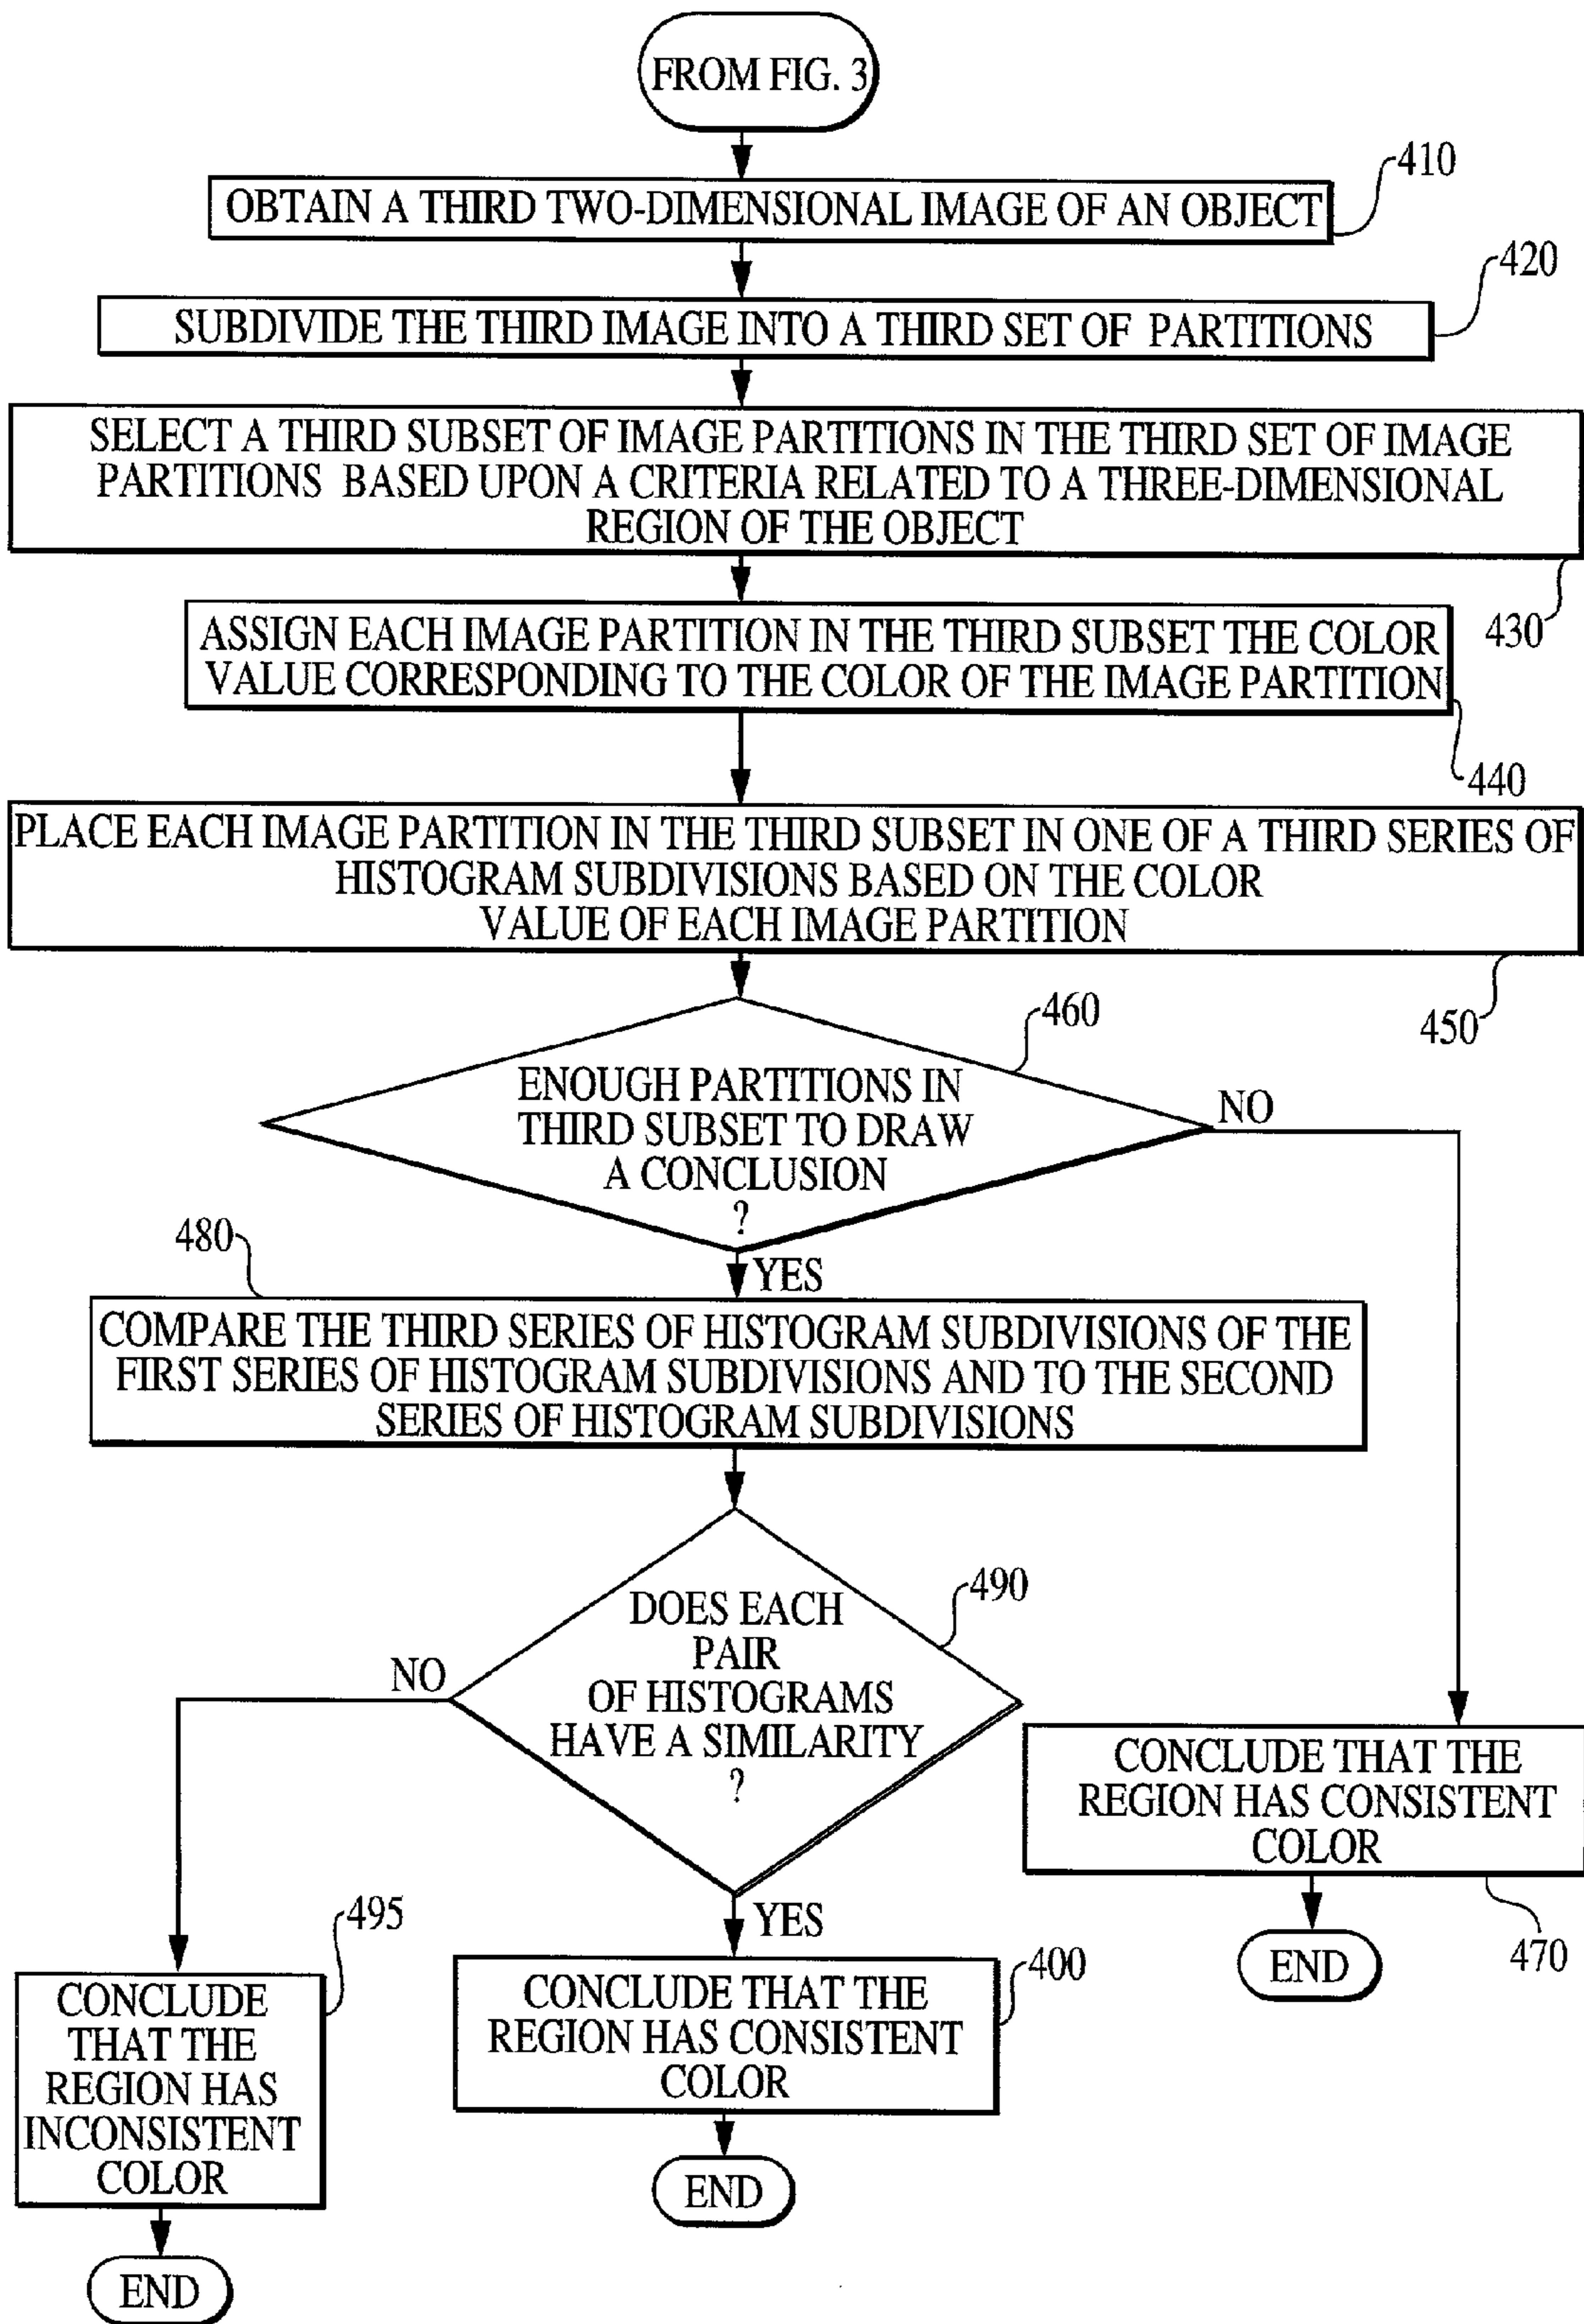 FROM FIG. 3
410
OBTAIN A THIRD TWO-DIMENSIONAL IMAGE OF AN OBJECT
420
SUBDIVIDE THE THIRD IMAGE INTO A THIRD SET OF PARTITIONS
SELECT A THIRD SUBSET OF IMAGE PARTITIONS IN THE THIRD SET OF IMAGE
PARTITIONS BASED UPON A CRITERIA RELATED TO A THREE-DIMENSIONAL
REGION OF THE OBJECT
430
ASSIGN EACH IMAGE PARTITION IN THE THIRD SUBSET THE COLOR
VALUE CORRESPONDING TO THE COLOR OF THE IMAGE PARTITION
440
PLACE EACH IMAGE PARTITION IN THE THIRD SUBSET IN ONE OF A THIRD SERIES OF
HISTOGRAM SUBDIVISIONS BASED ON THE COLOR
VALUE OF EACH IMAGE PARTITION
450
460
ENOUGH PARTITIONS IN
THIRD SUBSET TO DRAW
A CONCLUSION
?
NO
YES
480
COMPARE THE THIRD SERIES OF HISTOGRAM SUBDIVISIONS OF THE
FIRST SERIES OF HISTOGRAM SUBDIVISIONS AND TO THE SECOND
SERIES OF HISTOGRAM SUBDIVISIONS
490
DOES EACH
PAIR
OF HISTOGRAMS
HAVE A SIMILARITY
?
NO
YES
CONCLUDE THAT THE
REGION HAS CONSISTENT
COLOR
470
END
495
CONCLUDE
THAT THE
REGION HAS
INCONSISTENT
COLOR
END
400
CONCLUDE THAT THE
REGION HAS CONSISTENT
COLOR
END